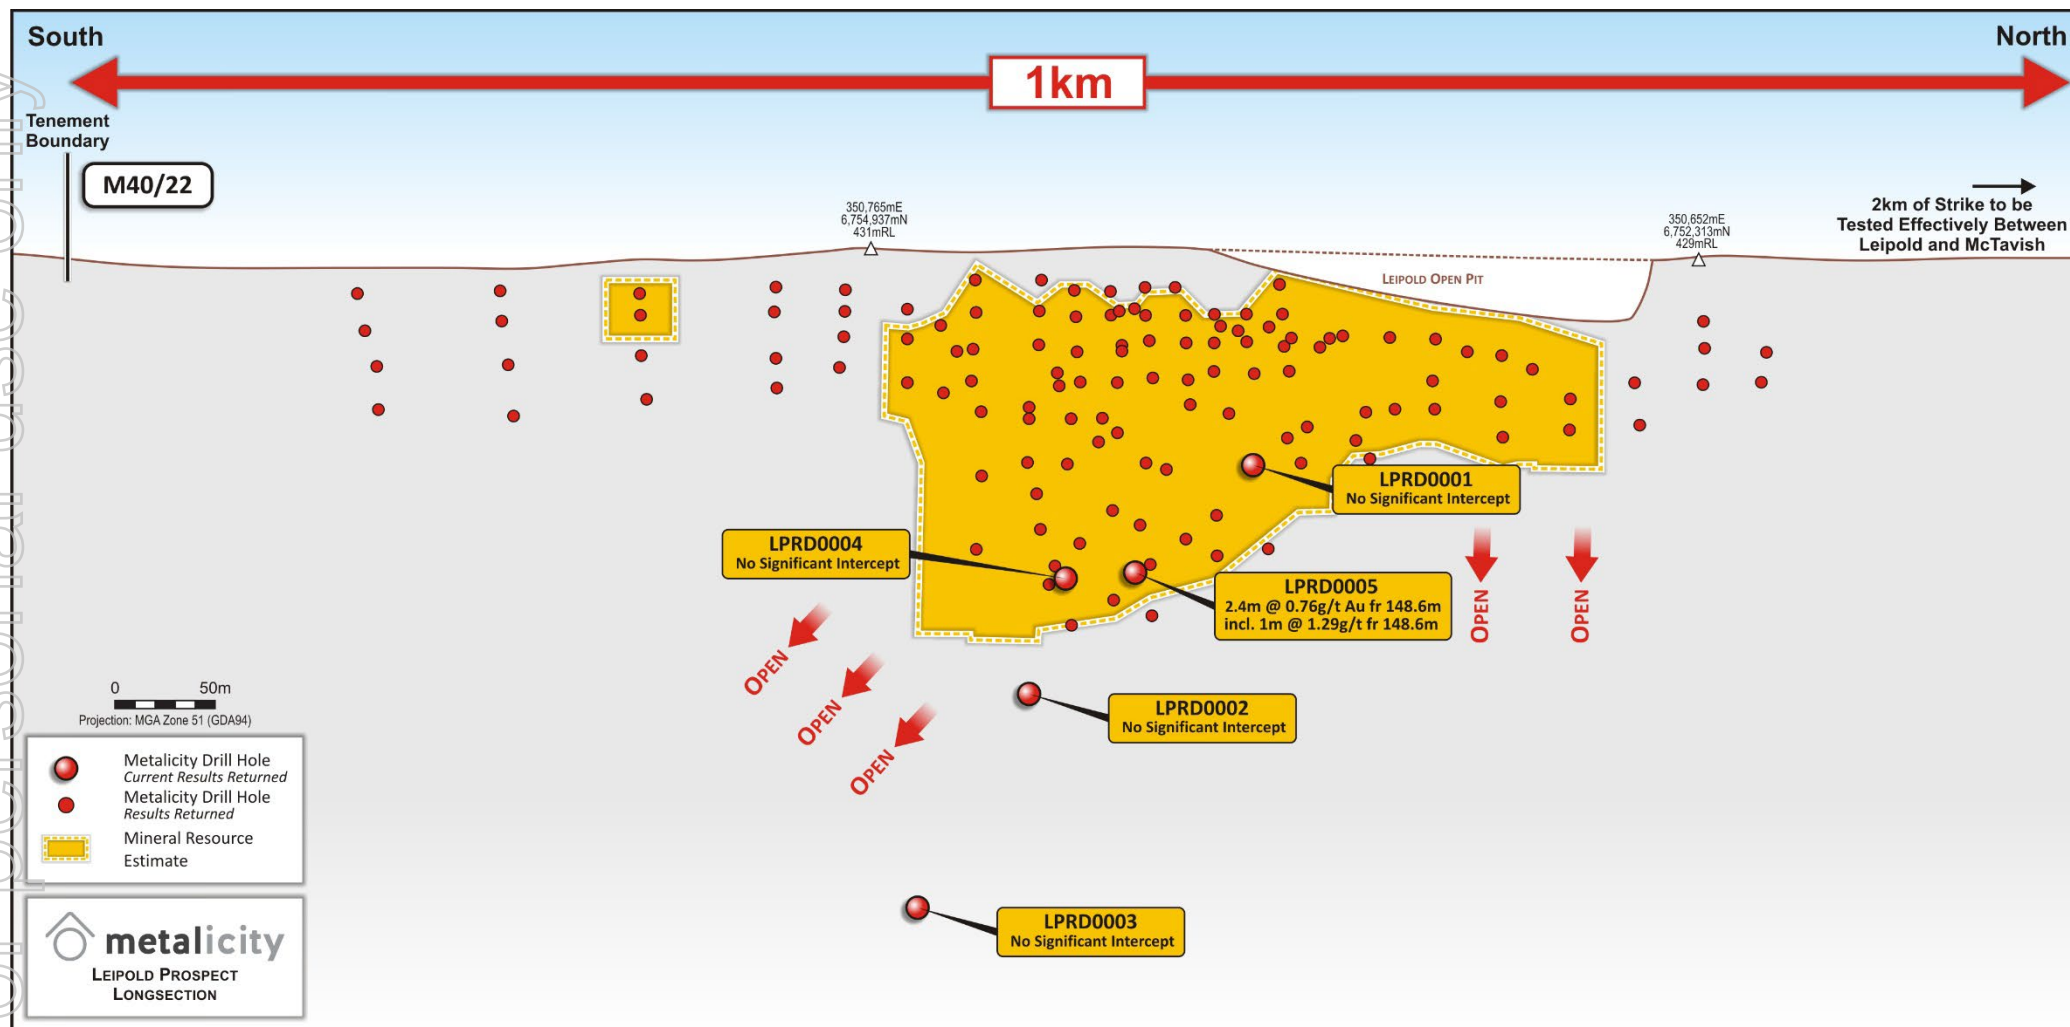 South
North
1km
Tenement
Boundary
M40/22
350,765mE
6,754,937mN
431mRL
350,652mE
6,752,313mN
429mRL
2km of Strike to be
Tested Effectively Between
Leipold and McTavish
LEIPOLD OPEN PIT
LPRD0001
No Significant Intercept
LPRD0004
No Significant Intercept
LPRD0005
2.4m @ 0.76g/t Au fr 148.6m
incl. 1m @ 1.29g/t fr 148.6m
OPEN
OPEN
OPEN
OPEN
OPEN
LPRD0002
No Significant Intercept
LPRD0003
No Significant Intercept
0 50m
Projection: MGA Zone 51 (GDA94)
Metalicity Drill Hole
Current Results Returned
Metalicity Drill Hole
Results Returned
Mineral Resource
Estimate
metalicity
LEIPOLD PROSPECT
LONGSECTION